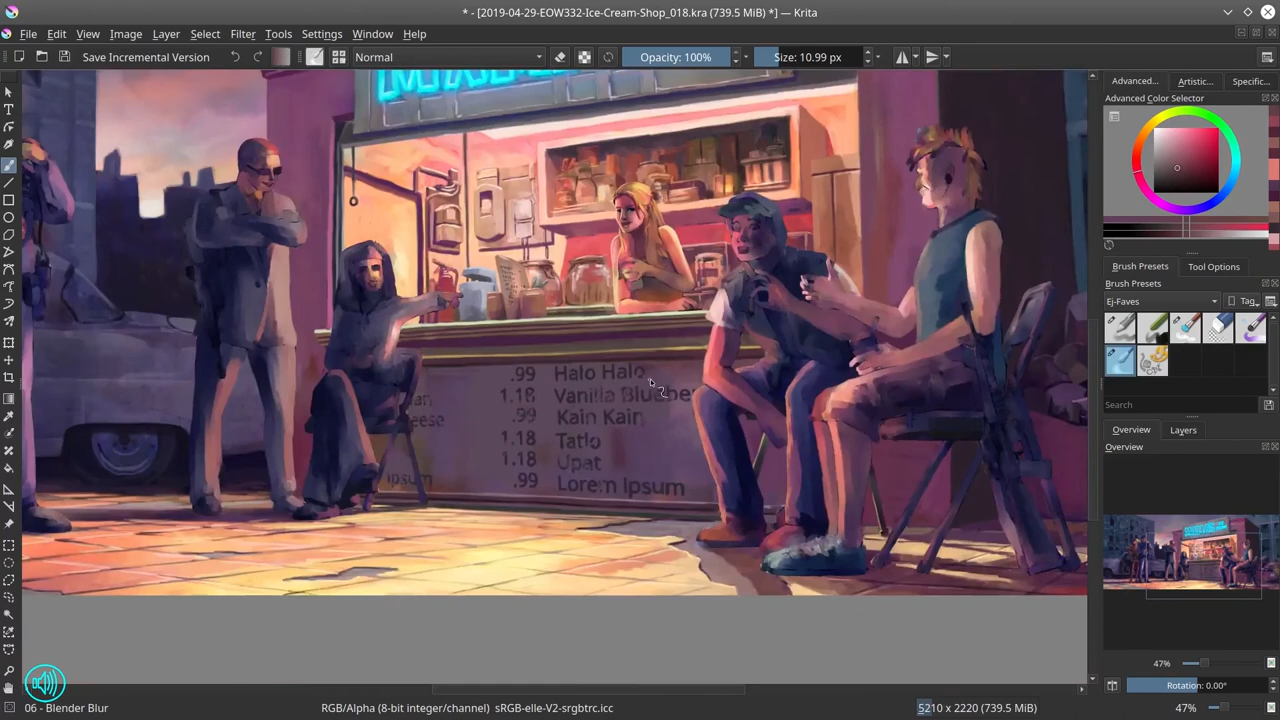 * - [2019-04-29-EOW332-Ice-Cream-Shop_018.kra (739.5 MiB) *] — Krita
File Edit View Image Layer Select Filter Tools Settings Window Help
Save Incremental Version Normal Opacity: 100% Size: 10.99 px
Advanced... Artistic... Specific...
Advanced Color Selector
Brush Presets Tool Options
Brush Presets
Ej-Faves Tag
Search
Overview Layers
Overview
.99 Halo Halo
1.18 Vanilla
.99 Kain Kain
1.18
1.18 Upat
Ipsum .99 Lorem Ipsum
47%
Rotation: 0.00°
06 - Blender Blur RGB/Alpha (8-bit integer/channel) sRGB-elle-V2-srgbtrc.icc 5210 x 2220 (739.5 MiB) 47%